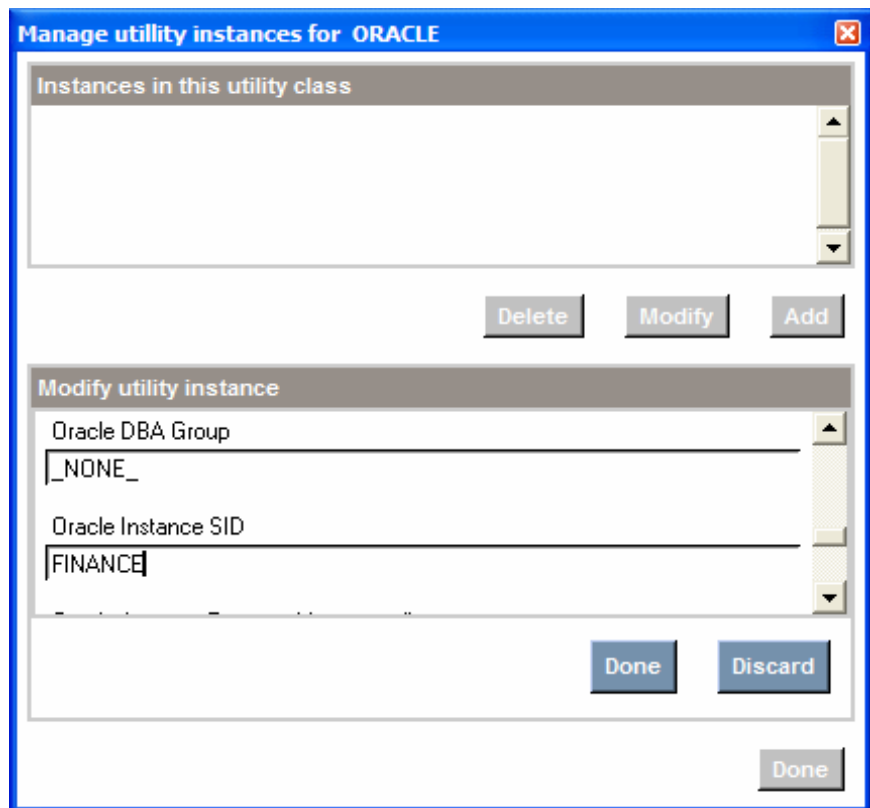 Manage utillity instances for ORACLE
Instances in this utility class
Delete Modify Add
Modify utility instance
Oracle DBA Group
_NONE_
Oracle Instance SID
FINANCE
Done Discard
Done